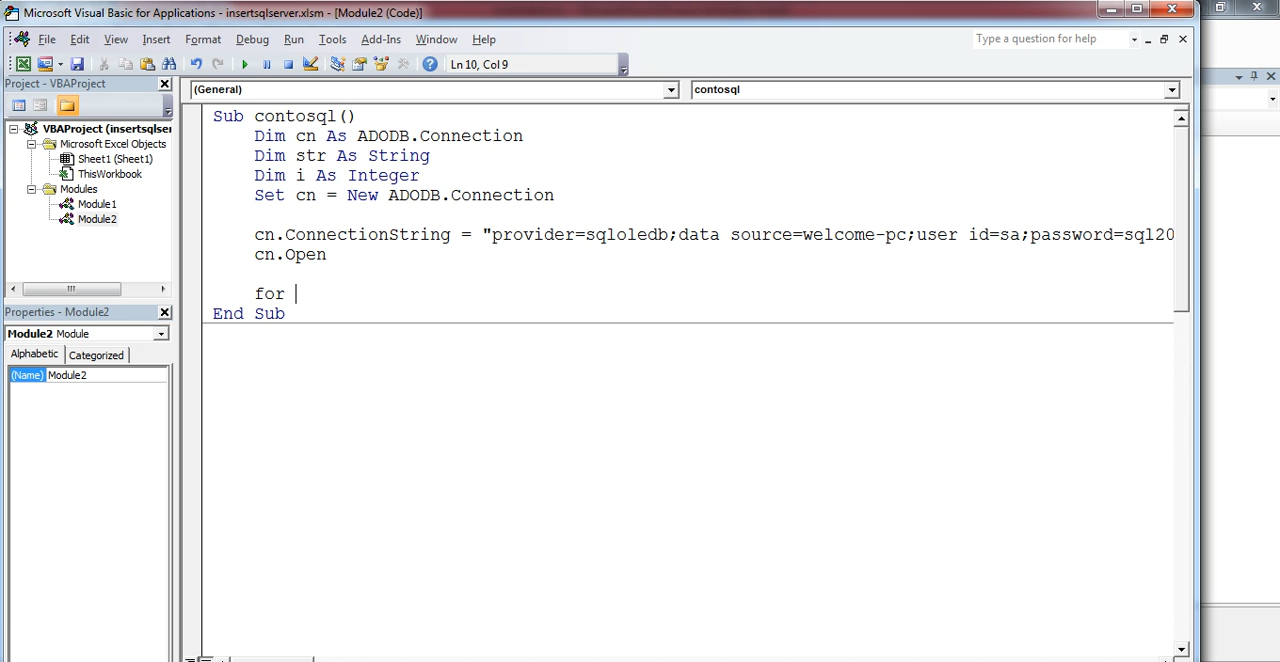 Microsoft Visual Basic for Applications - insertsqlserver.xlsm - [Module2 (Code)]
File Edit View Insert Format Debug Run Tools Add-Ins Window Help
Type a question for help
Ln 10, Col 9
Project - VBAProject
(General)
contosql
VBAProject (insertsqlser
Microsoft Excel Objects
Sheet1 (Sheet1)
ThisWorkbook
Modules
Module1
Module2
Properties - Module2
Module2 Module
Alphabetic Categorized
(Name) Module2
Sub contosql()
Dim cn As ADODB.Connection
Dim str As String
Dim i As Integer
Set cn = New ADODB.Connection
cn.ConnectionString = "provider=sqloledb;data source=welcome-pc;user id=sa;password=sql20
cn.Open
for
End Sub